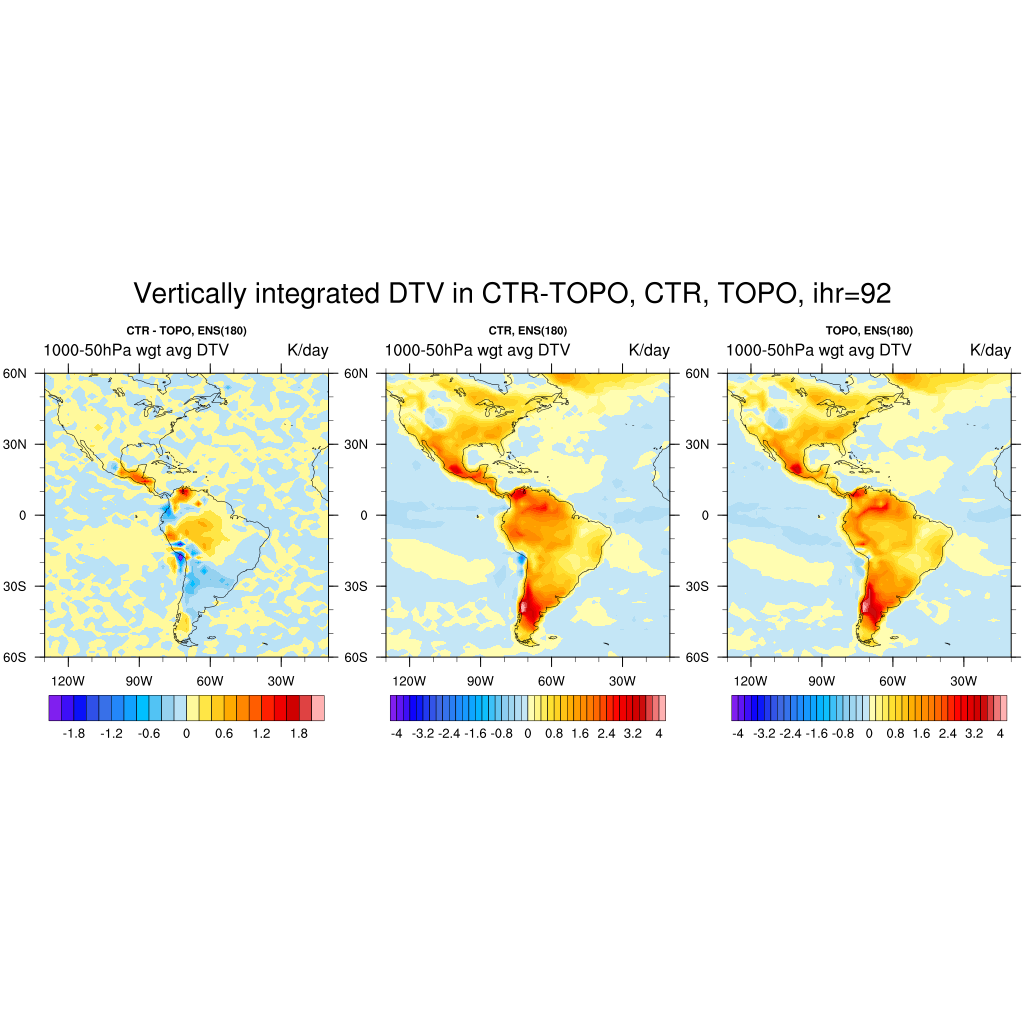 Vertically integrated DTV in CTR-TOPO, CTR, TOPO, ihr=92
CTR - TOPO, ENS(180)
1000-50hPa wgt avg DTV K/day
60N
30N
0
30S
60S
120W 90W 60W 30W
-1.8 -1.2 -0.6 0 0.6 1.2 1.8
CTR, ENS(180)
1000-50hPa wgt avg DTV K/day
60N
30N
0
30S
60S
120W 90W 60W 30W
-4 -3.2 -2.4 -1.6 -0.8 0 0.8 1.6 2.4 3.2 4
TOPO, ENS(180)
1000-50hPa wgt avg DTV K/day
60N
30N
0
30S
60S
120W 90W 60W 30W
-4 -3.2 -2.4 -1.6 -0.8 0 0.8 1.6 2.4 3.2 4